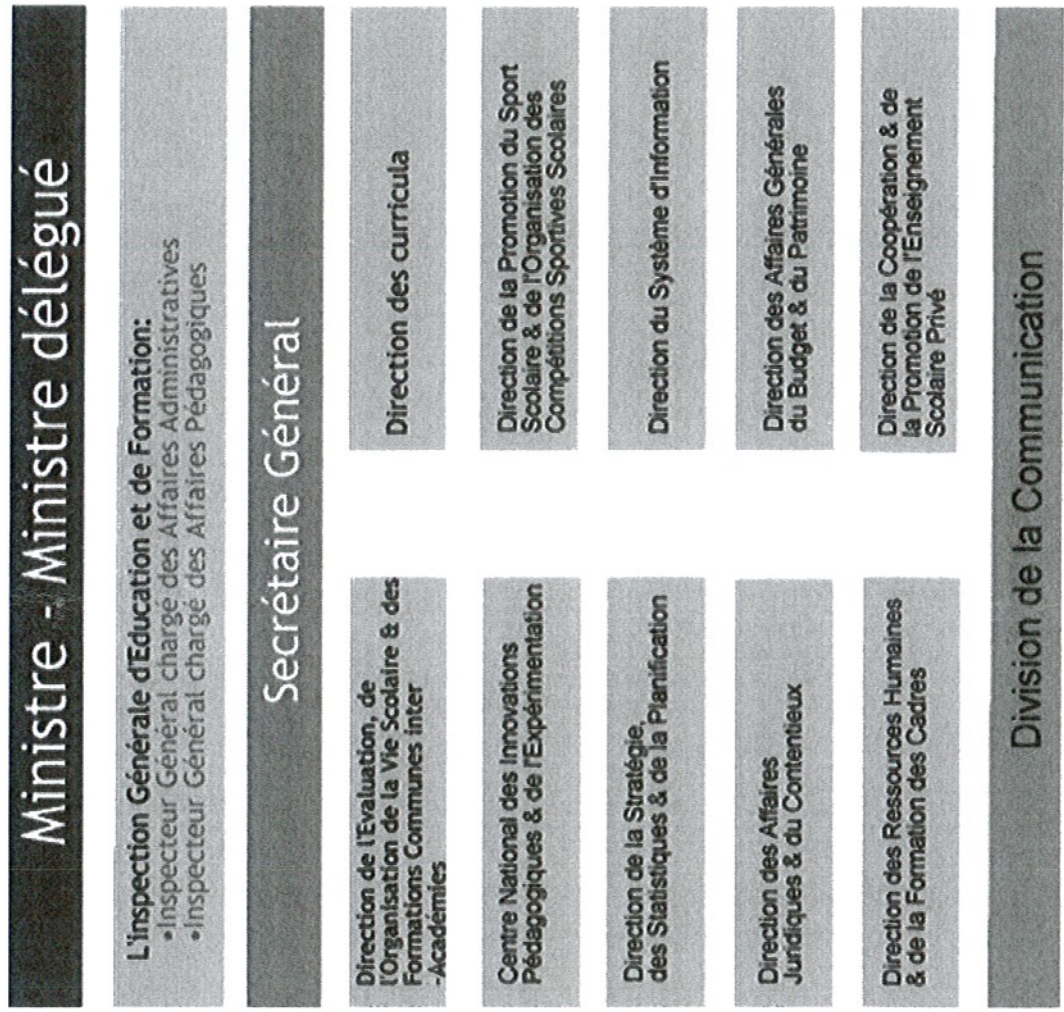 Ministre - Ministre délégué
L'inspection Générale d'Education et de Formation:
•Inspecteur Général chargé des Affaires Administratives
•Inspecteur Général chargé des Affaires Pédagogiques
Secrétaire Général
Direction de l'Evaluation, de
l'Organisation de la Vie Scolaire & des
Formations Communes inter
-Académies
Direction des curricula
Centre National des Innovations
Pédagogiques & de l'Expérimentation
Direction de la Promotion du Sport
Scolaire & de l'Organisation des
Compétitions Sportives Scolaires
Direction de la Stratégie,
des Statistiques & de la Planification
Direction du Système d'Information
Direction des Affaires
Juridiques & du Contentieux
Direction des Affaires Générales
du Budget & du Patrimoine
Direction des Ressources Humaines
& de la Formation des Cadres
Direction de la Coopération & de
la Promotion de l'Enseignement
Scolaire Privé
Division de la Communication